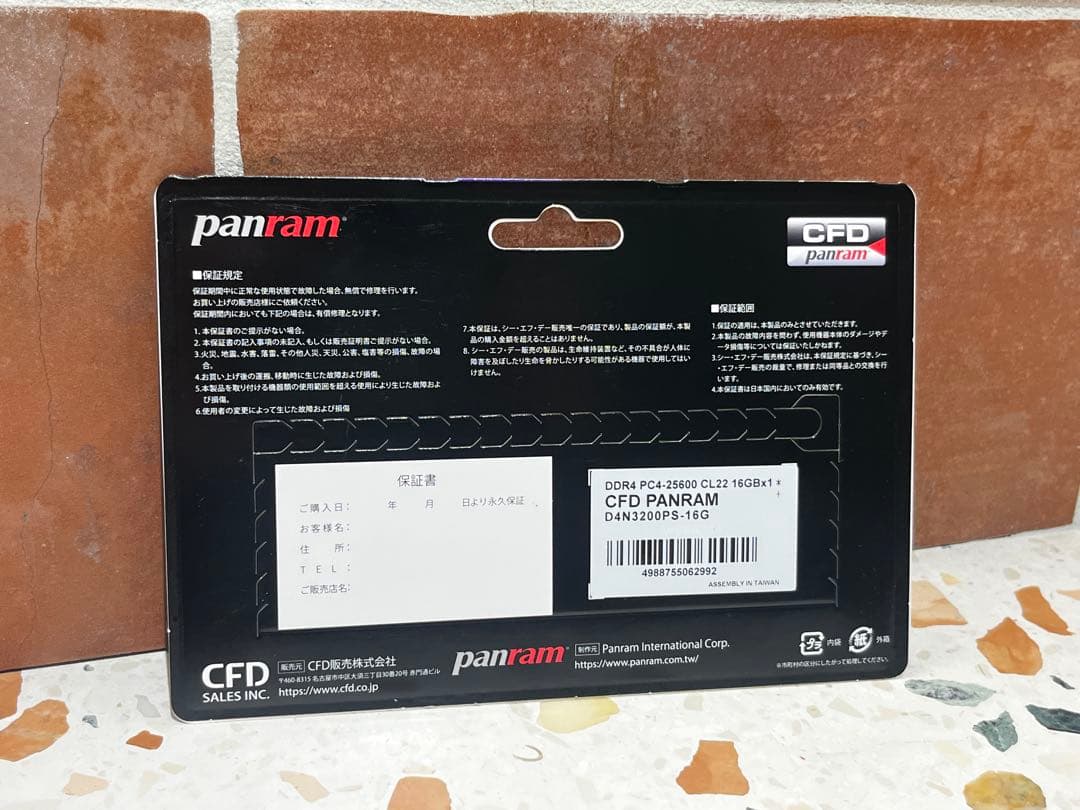 panram
CFD
panram
■保証規定
保証期間中に正常な使用状態で故障した場合、無償で修理を行います。
お買い上げの販売店様にご依頼ください。
保証期間内においても下記の場合は、有償修理となります。
1. 本保証書のご提示がない場合。
2. 本保証書の記入事項の未記入、もしくは販売証明書ご提示がない場合。
3.火災、地震、水害、落雷、その他人災、天災、公害、塩害等の損傷、故障の場
合。
4.お買い上げ後の運搬、移動時に生じた故障および損傷。
5.本製品を取り付ける機器類の使用範囲を超える使用により生じた故障およ
び損傷。
6.使用者の変更によって生じた故障および損傷
7.本保証は、シー・エフ・デー販売唯一の保証であり、製品の保証額が、本製
品の購入金額を超えることはありません。
8. シー・エフ・デー販売の製品は、生命維持装置など、その不具合が人体に
障害を及ぼしたり生命を脅かしたりする可能性がある機器で使用してはい
けません。
■保証範囲
1.保証の適用は、本製品のみとさせていただきます。
2.本製品の故障内容を問わず、使用機器本体のダメージやデ
ータ損傷等については保証いたしかねます。
3.シー・エフ・デー販売株式会社は、本保証規定に基づき、シー
・エフ・デー販売の裁量で、修理または同等品との交換を行
います。
4.本保証書は日本国内においてのみ有効です。
保証書
ご購入日: 年 月 日より永久保証
お客様名:
住 所:
TEL:
ご販売店名:
DDR4 PC4-25600 CL22 16GBx1 *
CFD PANRAM
D4N3200PS-16G
4988755062992
ASSEMBLY IN TAIWAN
CFD
SALES INC.
販売元 CFD販売株式会社
〒460-8315 名古屋市中区大須三丁目30番20号 赤門通ビル
https://www.cfd.co.jp
panram
制作元 Panram International Corp.
https://www.panram.com.tw/
プラ 内袋 紙 外箱
※市町村の区分にしたがって処理してください。